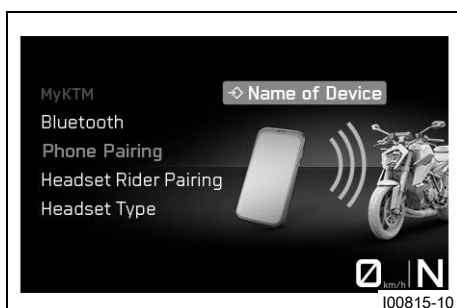 MyKTM
Name of Device
Bluetooth
Phone Pairing
Headset Rider Pairing
Headset Type
0 km/h N
I00815-10